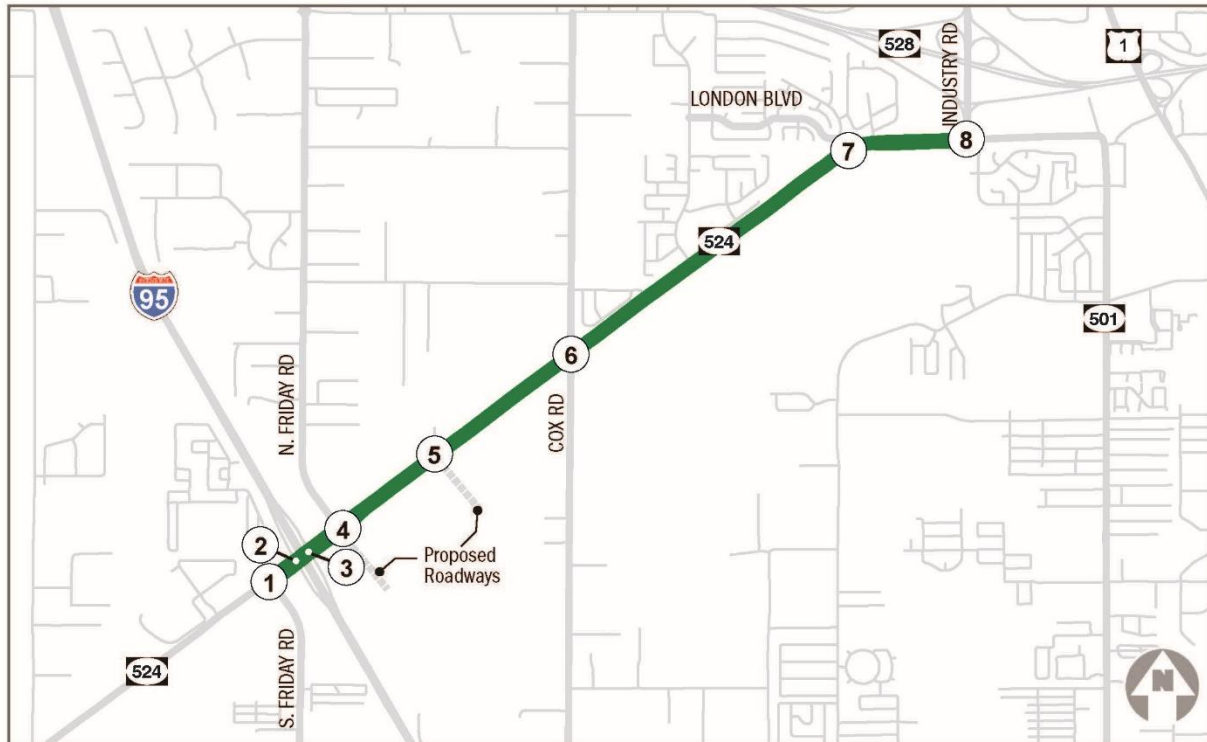 528
INDUSTRY RD
1
LONDON BLVD
7
8
524
95
N. FRIDAY RD
501
6
COX RD
5
4
2
3
1
Proposed
Roadways
S. FRIDAY RD
524
N